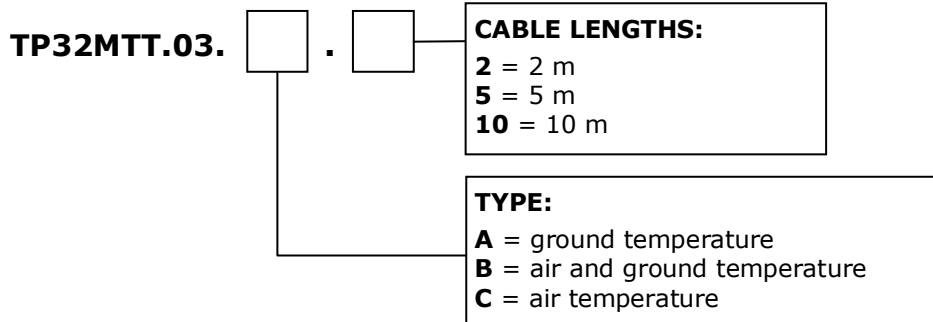 TP32MTT.03. .
CABLE LENGTHS:
2 = 2 m
5 = 5 m
10 = 10 m
TYPE:
A = ground temperature
B = air and ground temperature
C = air temperature